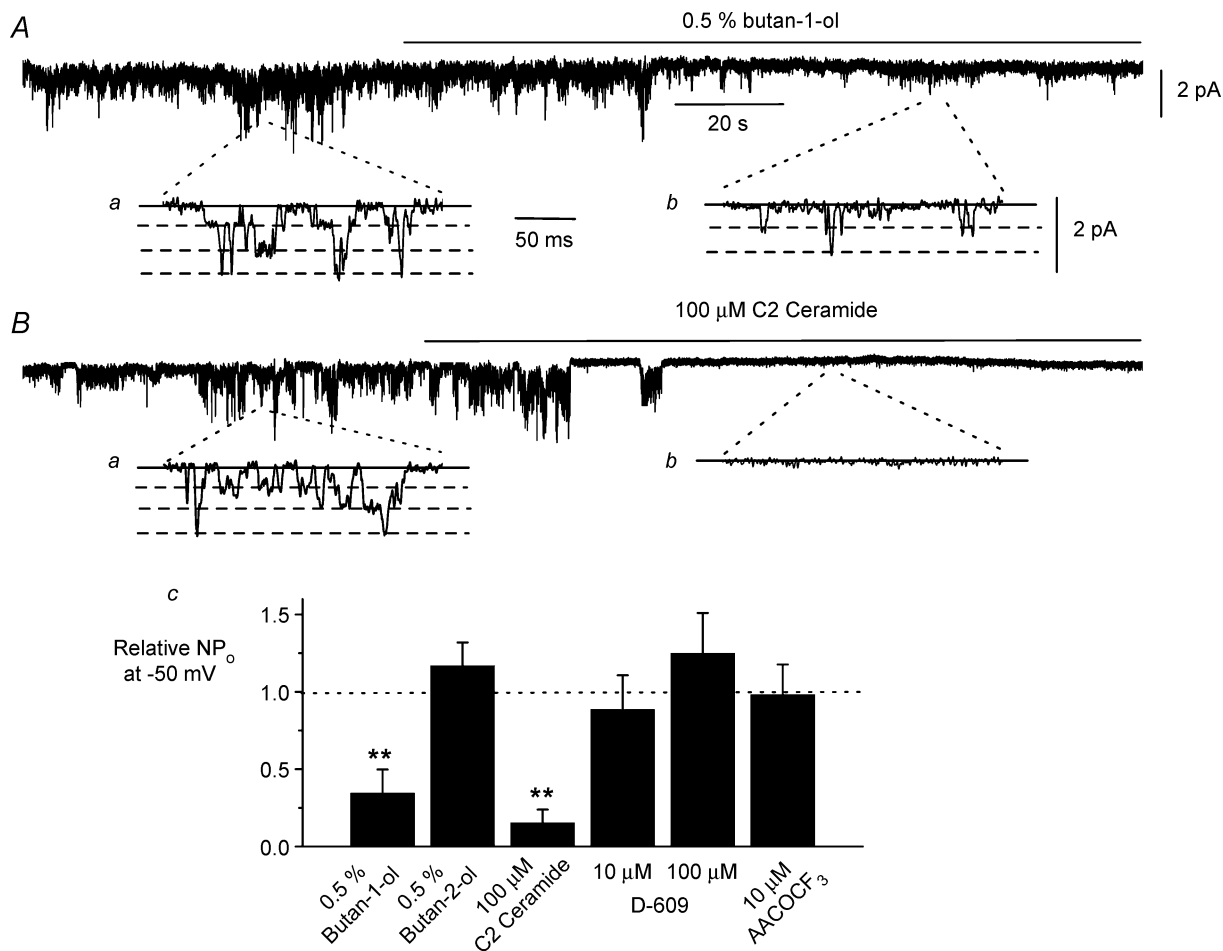 A
0.5 % butan-1-ol
2 pA
20 s
a
50 ms
b
2 pA
B
100 μM C2 Ceramide
a
b
c
Relative NPo
at -50 mV
1.5
1.0
0.5
0.0
**
**
0.5 %
Butan-1-ol
0.5 %
Butan-2-ol
100 μM
C2 Ceramide
10 μM
100 μM
D-609
10 μM
AACOCF3